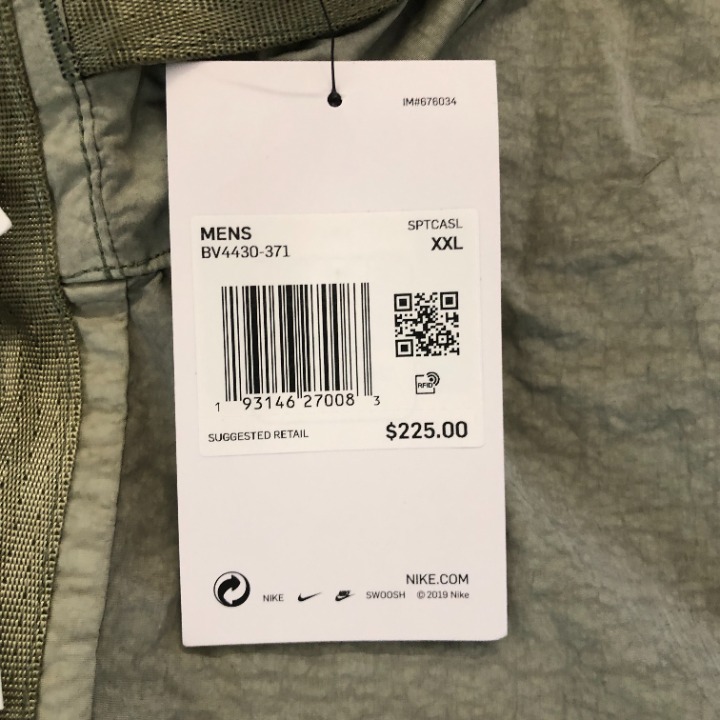 IM#676034
MENS
BV4430-371
SPTCASL
XXL
RFID
1 93146 27008 3
SUGGESTED RETAIL
$225.00
NIKE.COM
NIKE SWOOSH © 2019 Nike